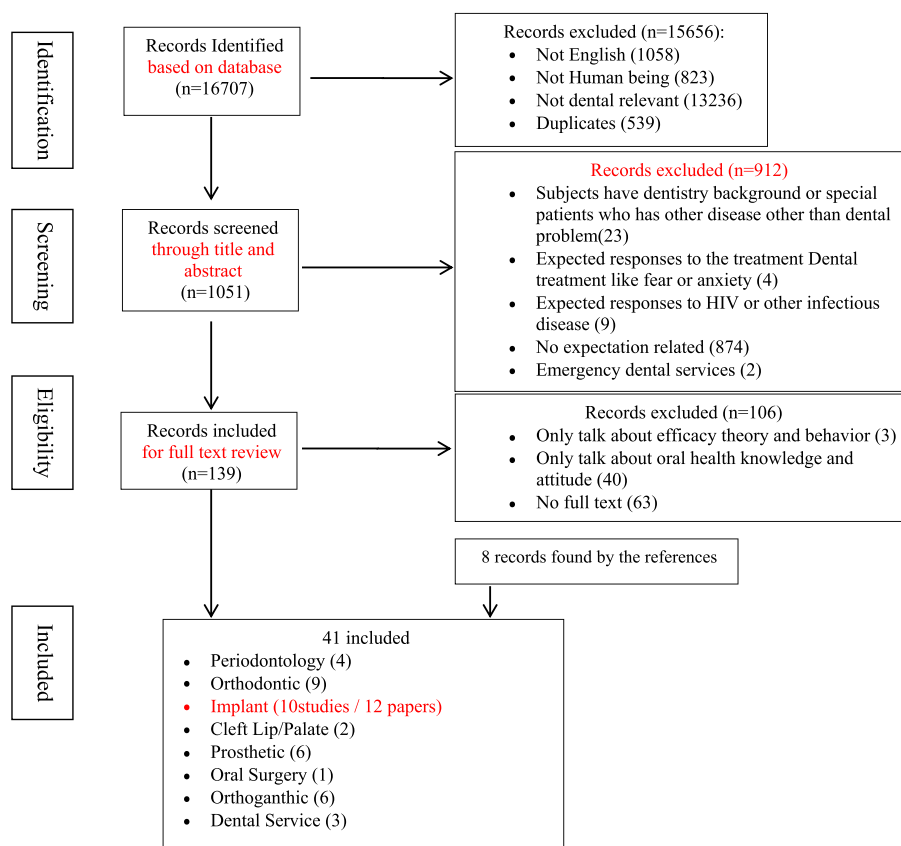 Identification
Records Identified
based on database
(n=16707)
Records excluded (n=15656):
• Not English (1058)
• Not Human being (823)
• Not dental relevant (13236)
• Duplicates (539)
Screening
Records screened
through title and
abstract
(n=1051)
Records excluded (n=912)
• Subjects have dentistry background or special
patients who has other disease other than dental
problem(23)
• Expected responses to the treatment Dental
treatment like fear or anxiety (4)
• Expected responses to HIV or other infectious
disease (9)
• No expectation related (874)
• Emergency dental services (2)
Eligibility
Records included
for full text review
(n=139)
Records excluded (n=106)
• Only talk about efficacy theory and behavior (3)
• Only talk about oral health knowledge and
attitude (40)
• No full text (63)
8 records found by the references
Included
41 included
• Periodontology (4)
• Orthodontic (9)
• Implant (10studies / 12 papers)
• Cleft Lip/Palate (2)
• Prosthetic (6)
• Oral Surgery (1)
• Orthoganthic (6)
• Dental Service (3)